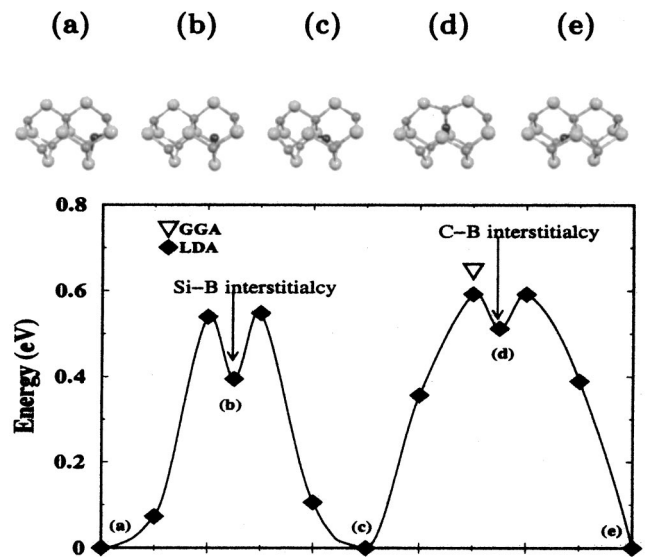 (a) (b) (c) (d) (e)
0.8
GGA
LDA
C-B interstitialcy
Si-B interstitialcy
0.6
(d)
0.4
(b)
Energy (eV)
0.2
(a) (c) (e)
0